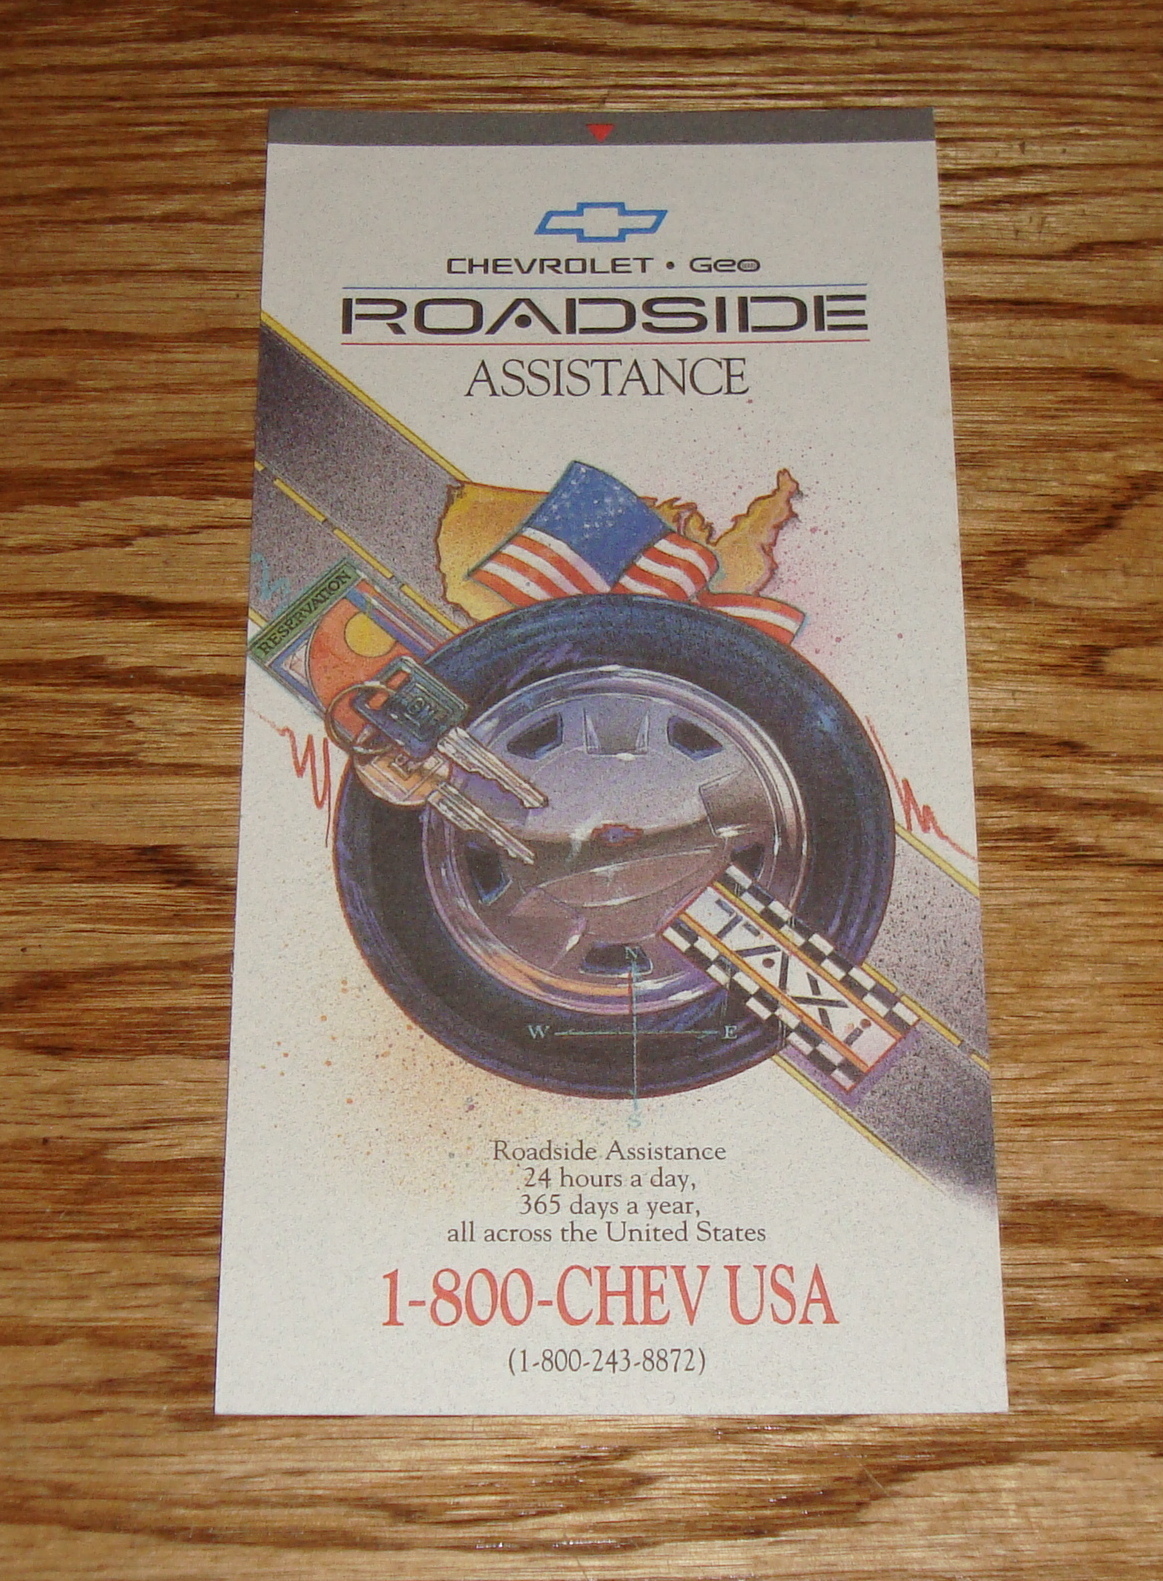 CHEVROLET • Geo
ROADSIDE
ASSISTANCE
RESERVATION
GM
TAXI
N
W E
S
Roadside Assistance
24 hours a day,
365 days a year,
all across the United States
1-800-CHEV USA
(1-800-243-8872)